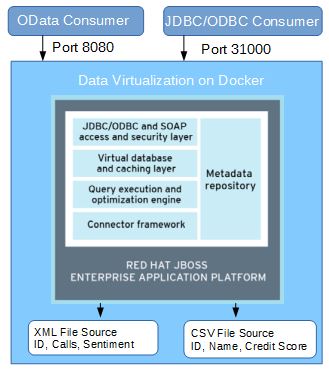 OData Consumer
JDBC/ODBC Consumer
Port 8080
Port 31000
Data Virtualization on Docker
JDBC/ODBC and SOAP
access and security layer
Virtual database
and caching layer
Query execution and
optimization engine
Connector framework
Metadata
repository
RED HAT JBOSS
ENTERPRISE APPLICATION PLATFORM
XML File Source
ID, Calls, Sentiment
CSV File Source
ID, Name, Credit Score